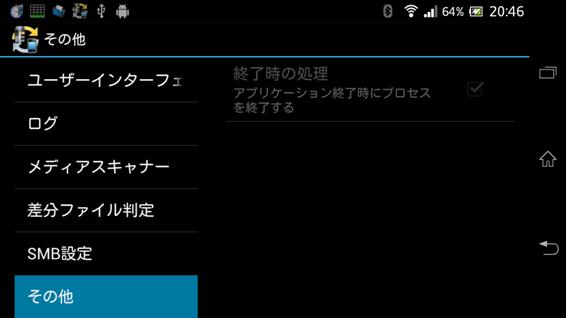 64% 20:46
その他
ユーザーインターフェ
ログ
メディアスキャナー
差分ファイル判定
SMB設定
その他
終了時の処理
アプリケーション終了時にプロセス
を終了する